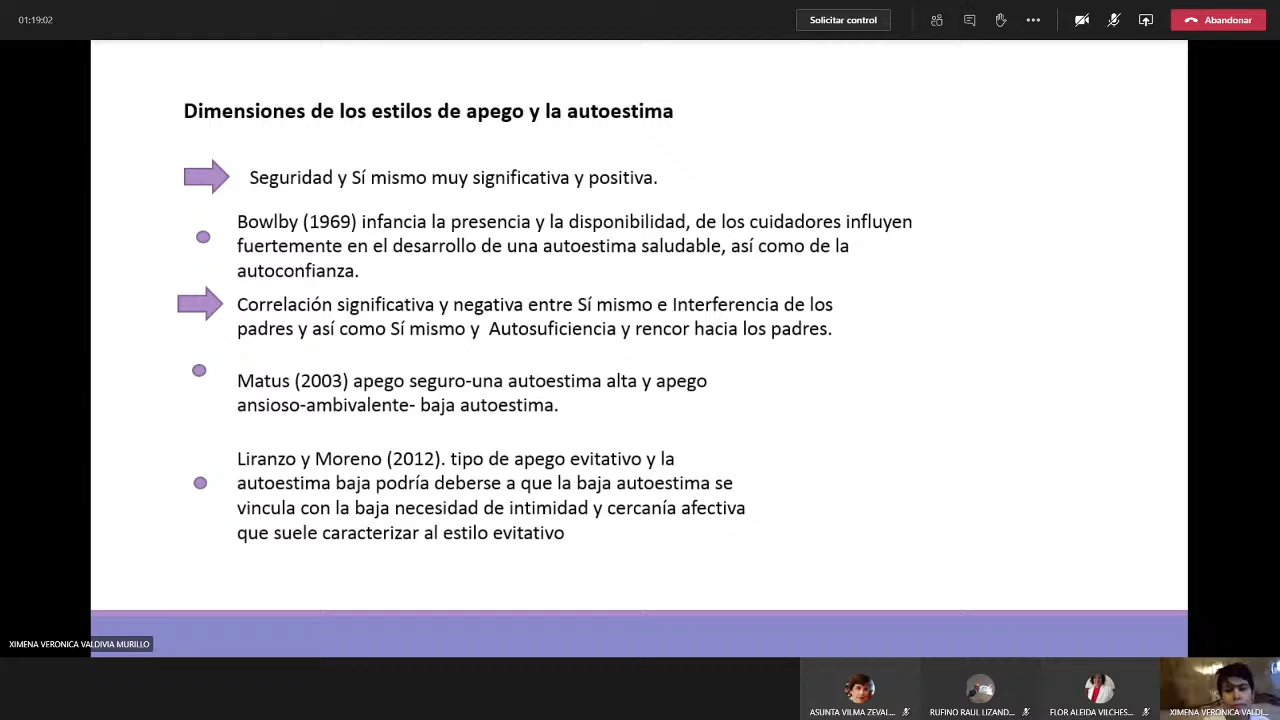 01:19:02
Solicitar control
Abandonar
Dimensiones de los estilos de apego y la autoestima
Seguridad y Sí mismo muy significativa y positiva.
Bowlby (1969) infancia la presencia y la disponibilidad, de los cuidadores influyen
fuertemente en el desarrollo de una autoestima saludable, así como de la
autoconfianza.
Correlación significativa y negativa entre Sí mismo e Interferencia de los
padres y así como Sí mismo y  Autosuficiencia y rencor hacia los padres.
Matus (2003) apego seguro-una autoestima alta y apego
ansioso-ambivalente- baja autoestima.
Liranzo y Moreno (2012). tipo de apego evitativo y la
autoestima baja podría deberse a que la baja autoestima se
vincula con la baja necesidad de intimidad y cercanía afectiva
que suele caracterizar al estilo evitativo
XIMENA VERONICA VALDIVIA MURILLO
ASUNTA VILMA ZEVAL...
RUFINO RAUL LIZAND...
FLOR ALEIDA VILCHES...
XIMENA VERONICA VALDI...